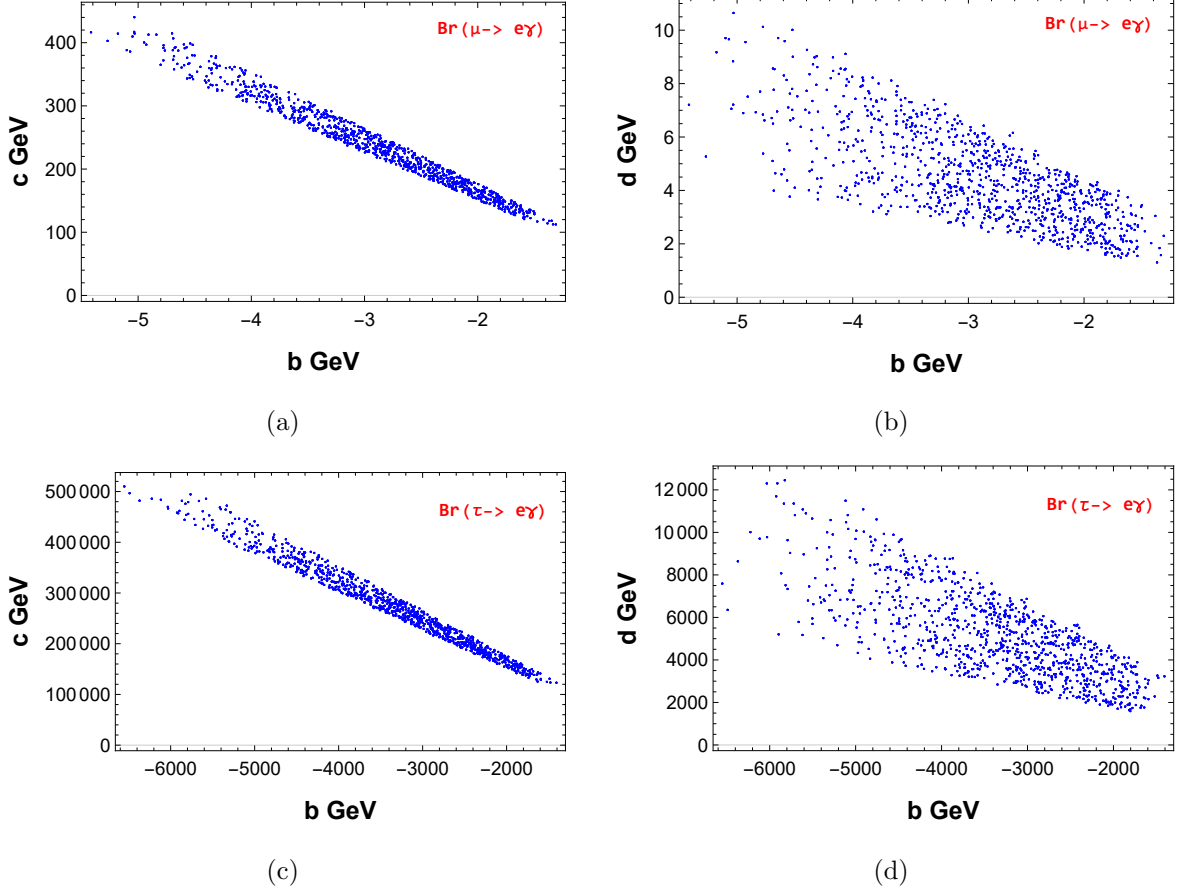 Br(μ-> eγ)
c GeV
400
300
200
100
0
−5
−4
−3
−2
b GeV
(a)
Br(μ-> eγ)
d GeV
10
8
6
4
2
0
−5
−4
−3
−2
b GeV
(b)
Br(τ-> eγ)
c GeV
500 000
400 000
300 000
200 000
100 000
0
−6000
−5000
−4000
−3000
−2000
b GeV
(c)
Br(τ-> eγ)
d GeV
12 000
10 000
8000
6000
4000
2000
0
−6000
−5000
−4000
−3000
−2000
b GeV
(d)